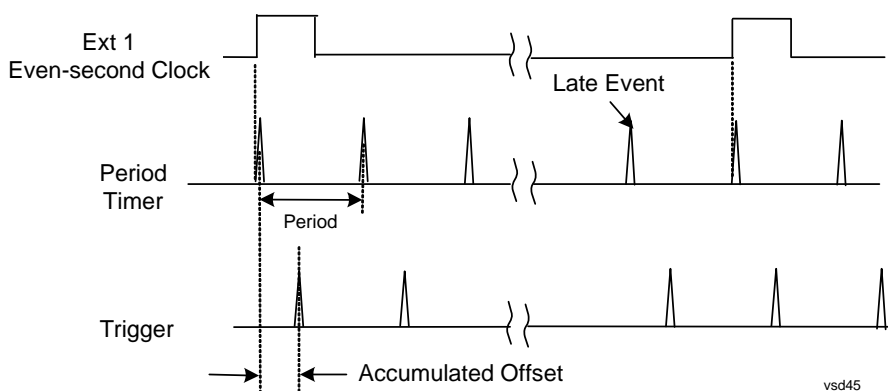 Ext 1
Even-second Clock
Late Event
Period
Timer
Period
Trigger
Accumulated Offset
vsd45